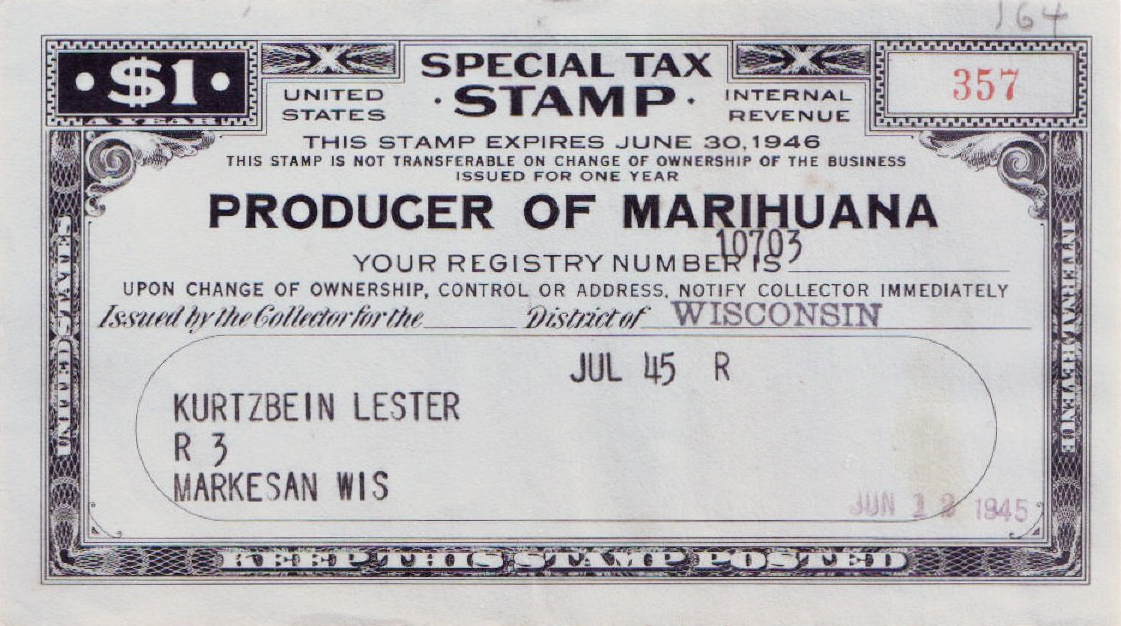 164
$1
A YEAR
UNITED STATES
SPECIAL TAX
STAMP
INTERNAL REVENUE
357
THIS STAMP EXPIRES JUNE 30, 1946
THIS STAMP IS NOT TRANSFERABLE ON CHANGE OF OWNERSHIP OF THE BUSINESS
ISSUED FOR ONE YEAR
PRODUCER OF MARIHUANA
YOUR REGISTRY NUMBER IS 10703
UPON CHANGE OF OWNERSHIP, CONTROL OR ADDRESS, NOTIFY COLLECTOR IMMEDIATELY
Issued by the Collector for the District of WISCONSIN
JUL 45 R
KURTZBEIN LESTER
R 3
MARKESAN WIS
JUN 1945
UNITED STATES
INTERNAL REVENUE
KEEP THIS STAMP POSTED